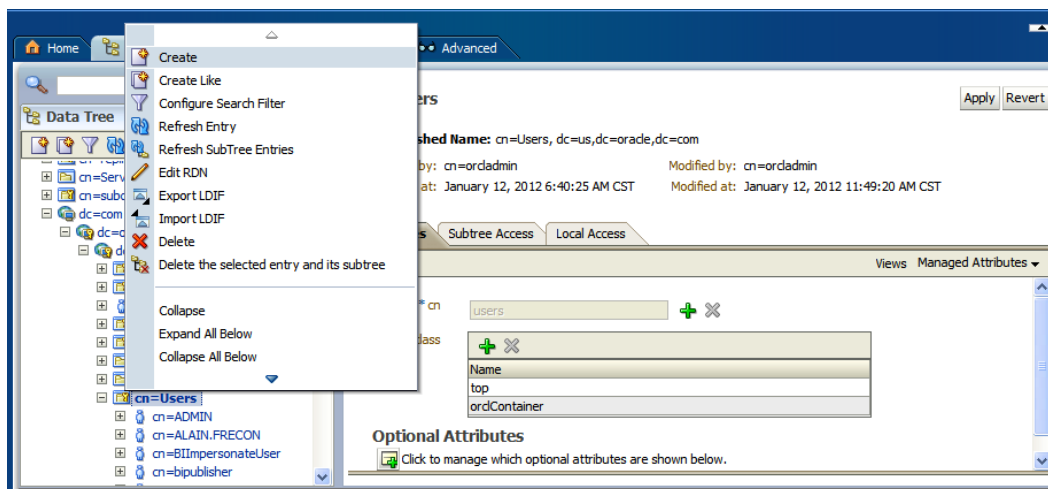 Home
Advanced
Create
Create Like
Configure Search Filter
Refresh Entry
Refresh SubTree Entries
Edit RDN
Export LDIF
Import LDIF
Delete
Delete the selected entry and its subtree
Collapse
Expand All Below
Collapse All Below
Data Tree
cn=Serv
cn=subc
dc=com
dc=o
d
cn=Users
cn=ADMIN
cn=ALAIN.FRECON
cn=BIImpersonateUser
cn=bipublisher
ers
Apply Revert
shed Name: cn=Users, dc=us,dc=oracle,dc=com
by: cn=orcladmin Modified by: cn=orcladmin
at: January 12, 2012 6:40:25 AM CST Modified at: January 12, 2012 11:49:20 AM CST
s Subtree Access Local Access
Views Managed Attributes
* cn users
lass
Name
top
orclContainer
Optional Attributes
Click to manage which optional attributes are shown below.